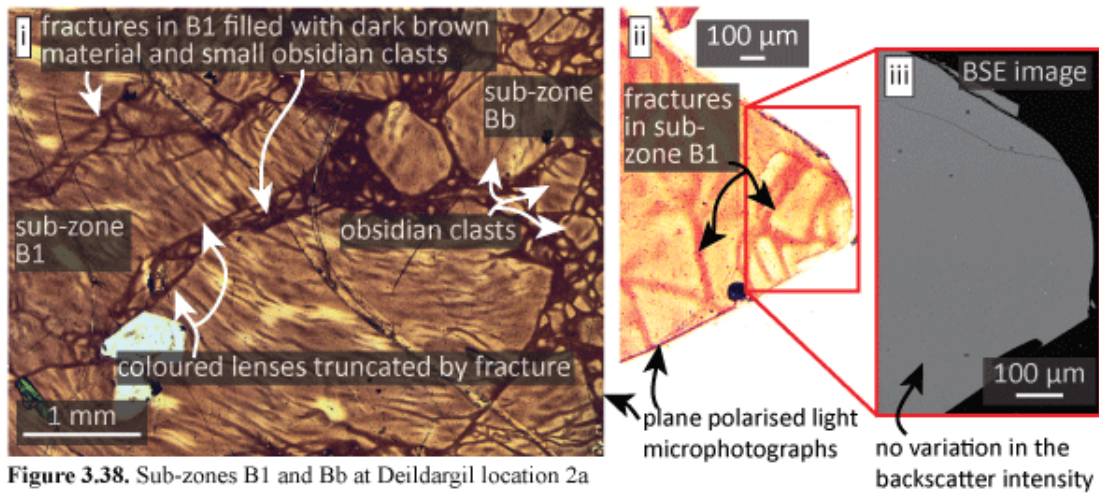 i
fractures in B1 filled with dark brown
material and small obsidian clasts
sub-zone
Bb
obsidian clasts
sub-zone
B1
coloured lenses truncated by fracture
1 mm
ii
100 µm
fractures
in sub-
zone B1
plane polarised light
microphotographs
iii
BSE image
100 µm
no variation in the
backscatter intensity
Figure 3.38. Sub-zones B1 and Bb at Deildargil location 2a